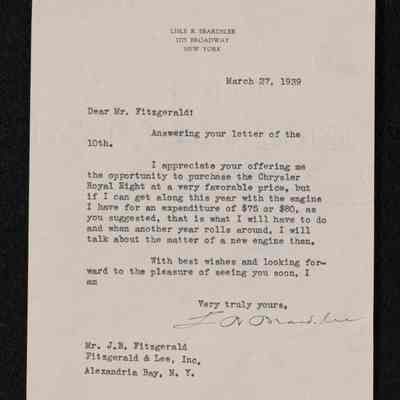 LISLE R. BEARDSLEE
1775 BROADWAY
NEW YORK
March 27, 1939
Dear Mr. Fitzgerald:
Answering your letter of the
10th.
I appreciate your offering me
the opportunity to purchase the Chrysler
Royal Eight at a very favorable price, but
if I can get along this year with the engine
I have for an expenditure of $75 or $80, as
you suggested, that is what I will have to do
and when another year rolls around, I will
talk about the matter of a new engine then.
With best wishes and looking for-
ward to the pleasure of seeing you soon, I
am
Very truly yours,
L R Beardslee
Mr. J.B. Fitzgerald
Fitzgerald & Lee, Inc.
Alexandria Bay, N. Y.